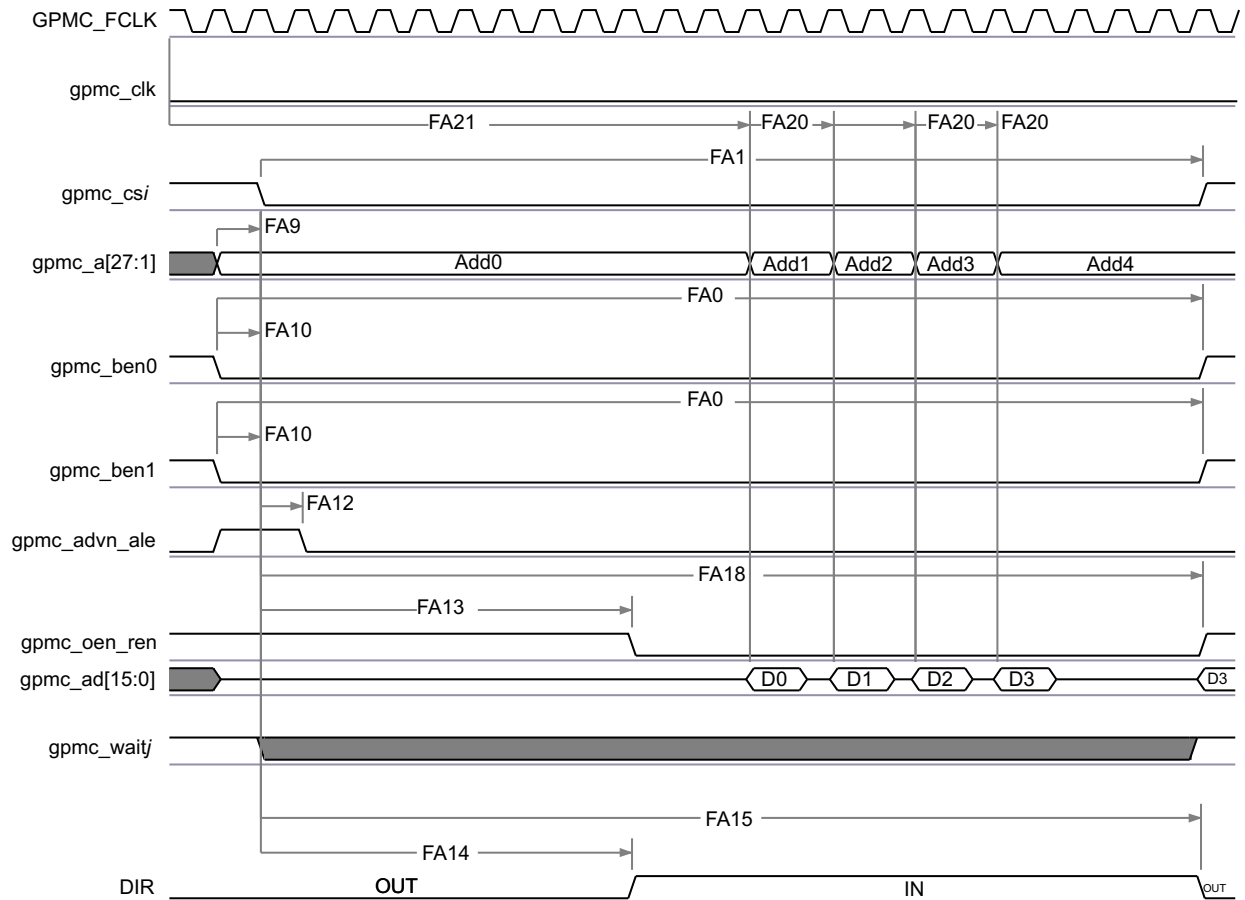 GPMC_FCLK
gpmc_clk
FA21 FA20 FA20 FA20
FA1
gpmc_csi
FA9
gpmc_a[27:1] Add0 Add1 Add2 Add3 Add4
FA0
FA10
gpmc_ben0
FA0
FA10
gpmc_ben1
FA12
gpmc_advn_ale
FA18
FA13
gpmc_oen_ren
gpmc_ad[15:0] D0 D1 D2 D3 D3
gpmc_waitj
FA15
FA14
DIR OUT IN OUT